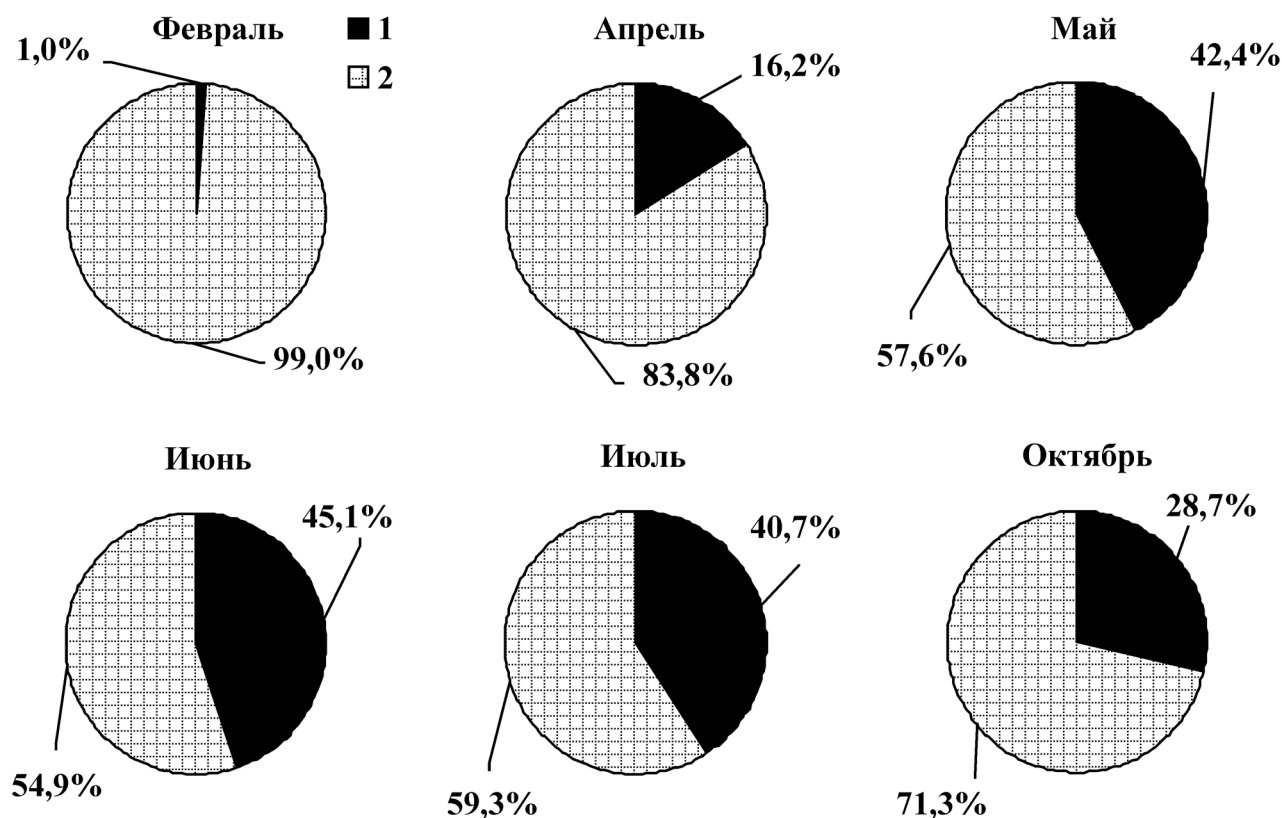 Февраль
1
2
1,0%
99,0%
Апрель
16,2%
83,8%
Май
42,4%
57,6%
Июнь
45,1%
54,9%
Июль
40,7%
59,3%
Октябрь
28,7%
71,3%